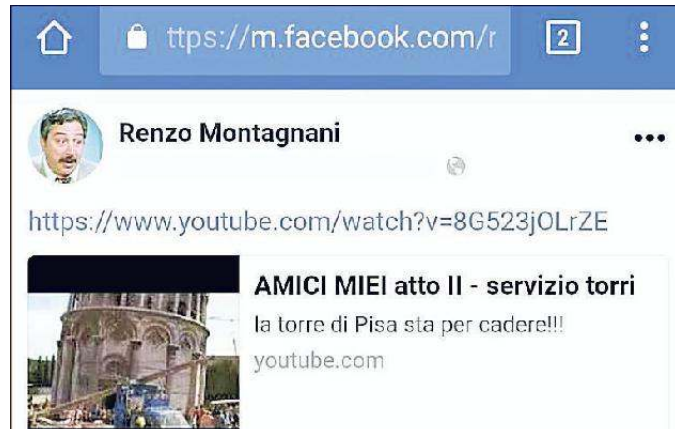 ttps://m.facebook.com/r
2
Renzo Montagnani
https://www.youtube.com/watch?v=8G523jOLrZE
AMICI MIEI atto II - servizio torri
la torre di Pisa sta per cadere!!!
youtube.com